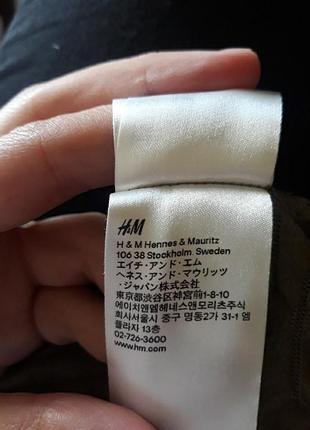 H&M
H & M Hennes & Mauritz
106 38 Stockholm. Sweden
エイチ・アンド・エム
ヘネス・アンド・マウリッツ
・ジャパン株式会社
東京都渋谷区神宮前1-8-10
에이치앤엠헤네스앤모리츠주식
회사서울시 중구 명동2가 31-1 엠
플라자 13층
02-726-3600
www.hm.com